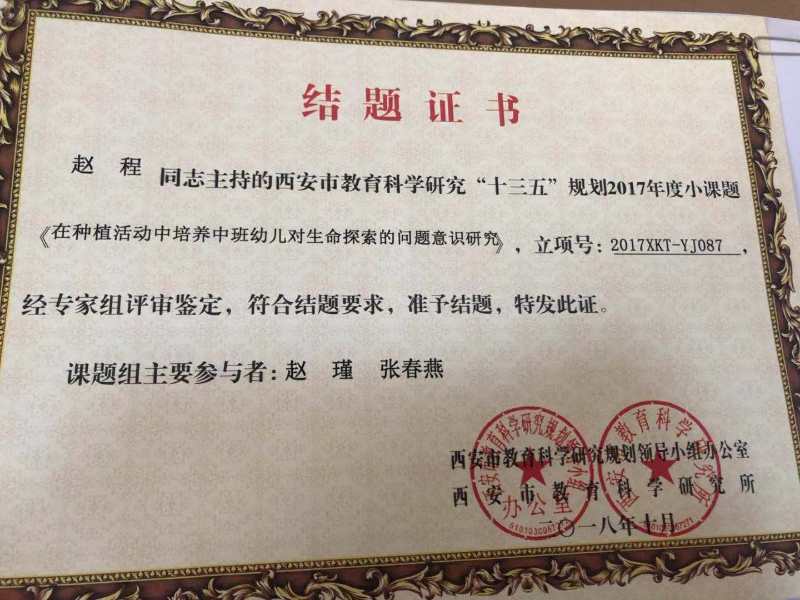 结题证书
赵 程 同志主持的西安市教育科学研究“十三五”规划2017年度小课题
《在种植活动中培养中班幼儿对生命探索的问题意识研究》，立项号：2017XKT-YJ087，
经专家组评审鉴定，符合结题要求，准予结题，特发此证。
课题组主要参与者：赵 瑾 张春燕
西安市教育科学研究规划领导小组办公室
西安市教育科学研究所
二〇一八年七月
办公室